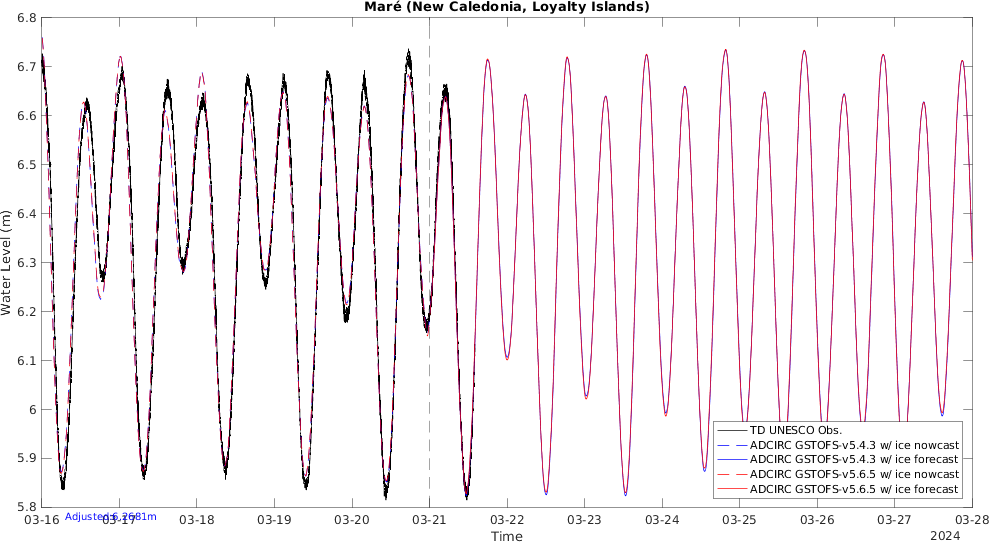 Maré (New Caledonia, Loyalty Islands)
6.8
6.7
6.6
6.5
6.4
6.3
6.2
6.1
6
5.9
5.8
Water Level (m)
TD UNESCO Obs.
ADCIRC GSTOFS-v5.4.3 w/ ice nowcast
ADCIRC GSTOFS-v5.4.3 w/ ice forecast
ADCIRC GSTOFS-v5.6.5 w/ ice nowcast
ADCIRC GSTOFS-v5.6.5 w/ ice forecast
03-16 03-17 03-18 03-19 03-20 03-21 03-22 03-23 03-24 03-25 03-26 03-27 03-28
Adjusted 6.2681m
Time
2024